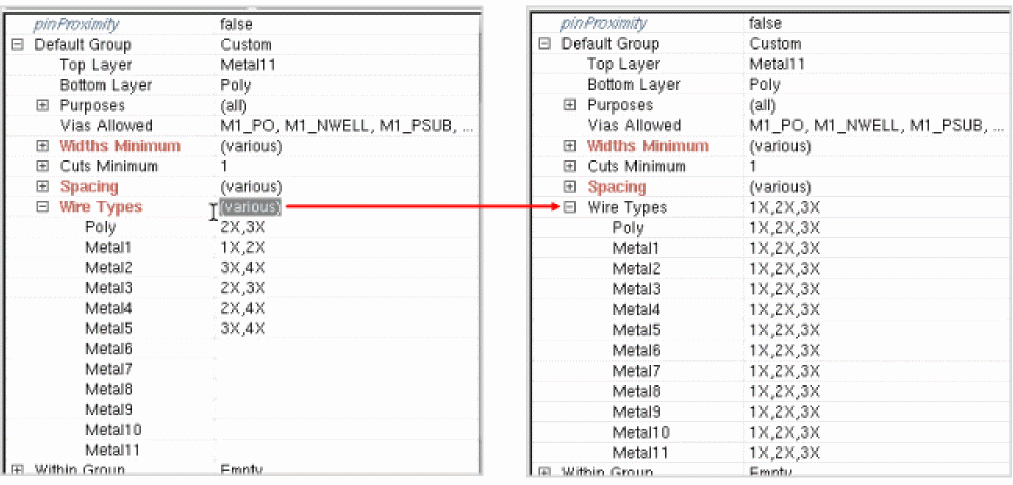 pinProximity false
Default Group Custom
Top Layer Metal11
Bottom Layer Poly
Purposes (all)
Vias Allowed M1_PO, M1_NWELL, M1_PSUB, ...
Widths Minimum (various)
Cuts Minimum 1
Spacing (various)
Wire Types (various)
Poly 2X,3X
Metal1 1X,2X
Metal2 3X,4X
Metal3 2X,3X
Metal4 2X,4X
Metal5 3X,4X
Metal6
Metal7
Metal8
Metal9
Metal10
Metal11
Within Group Empty
pinProximity false
Default Group Custom
Top Layer Metal11
Bottom Layer Poly
Purposes (all)
Vias Allowed M1_PO, M1_NWELL, M1_PSUB, ...
Widths Minimum (various)
Cuts Minimum 1
Spacing (various)
Wire Types 1X,2X,3X
Poly 1X,2X,3X
Metal1 1X,2X,3X
Metal2 1X,2X,3X
Metal3 1X,2X,3X
Metal4 1X,2X,3X
Metal5 1X,2X,3X
Metal6 1X,2X,3X
Metal7 1X,2X,3X
Metal8 1X,2X,3X
Metal9 1X,2X,3X
Metal10 1X,2X,3X
Metal11 1X,2X,3X
Within Group Empty